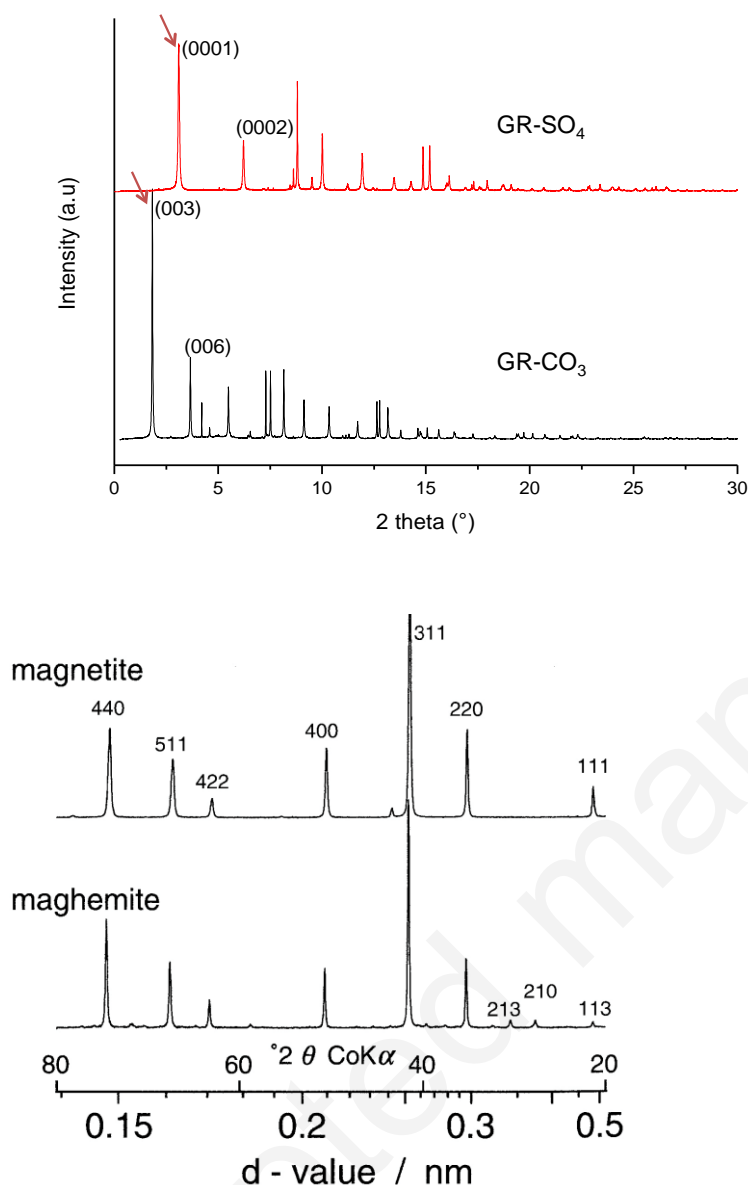 (0001)
(0002)
GR-SO4
(003)
(006)
GR-CO3
Intensity (a.u)
0 5 10 15 20 25 30
2 theta (°)
magnetite
440
511
422
400
311
220
111
maghemite
213
210
113
80 60 °2 θ CoKα 40 20
0.15 0.2 0.3 0.5
d - value / nm